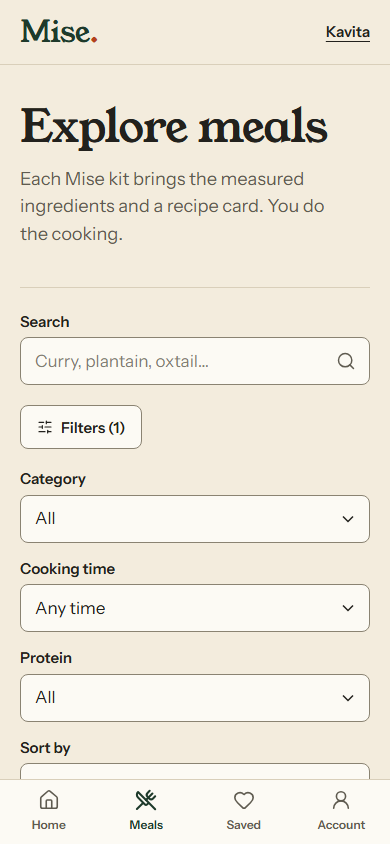 Mise.
Kavita
Explore meals
Each Mise kit brings the measured
ingredients and a recipe card. You do
the cooking.
Search
Curry, plantain, oxtail...
Filters (1)
Category
All
Cooking time
Any time
Protein
All
Sort by
Home
Meals
Saved
Account